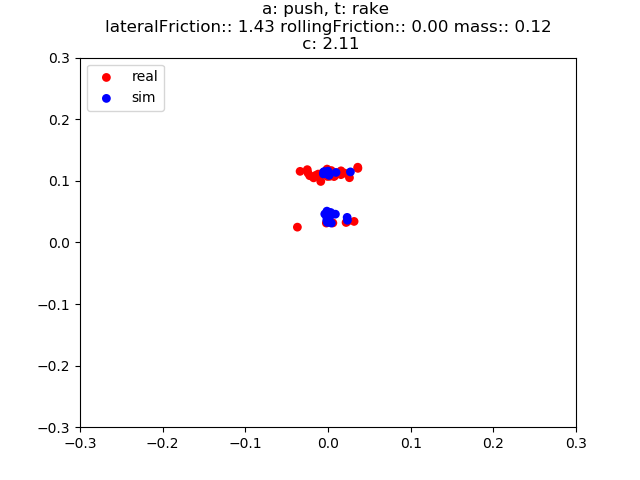 a: push, t: rake
lateralFriction:: 1.43 rollingFriction:: 0.00 mass:: 0.12
c: 2.11
real
sim
0.3
0.2
0.1
0.0
−0.1
−0.2
−0.3
−0.3
−0.2
−0.1
0.0
0.1
0.2
0.3